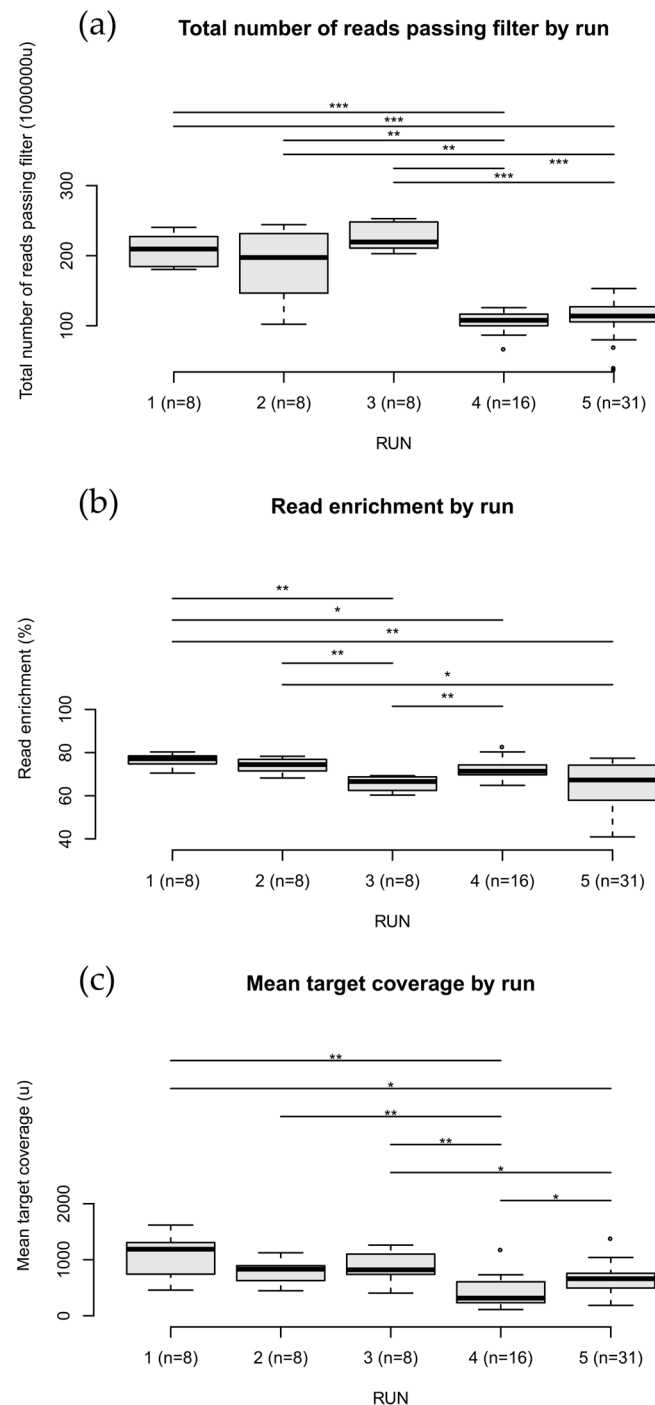 (a) Total number of reads passing filter by run
Total number of reads passing filter (1000000u)
***
***
**
**
***
***
300
200
100
1 (n=8) 2 (n=8) 3 (n=8) 4 (n=16) 5 (n=31)
RUN
(b) Read enrichment by run
Read enrichment (%)
**
*
**
**
*
**
100
80
60
40
1 (n=8) 2 (n=8) 3 (n=8) 4 (n=16) 5 (n=31)
RUN
(c) Mean target coverage by run
Mean target coverage (u)
**
*
**
**
*
*
2000
1000
0
1 (n=8) 2 (n=8) 3 (n=8) 4 (n=16) 5 (n=31)
RUN